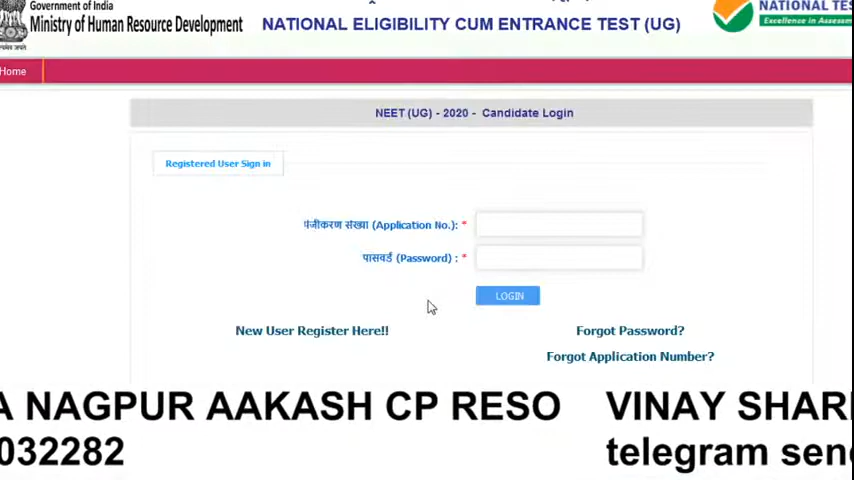 Government of India
Ministry of Human Resource Development
NATIONAL ELIGIBILITY CUM ENTRANCE TEST (UG)
NATIONAL TES
Excellence in Assessm
Home
NEET (UG) - 2020 - Candidate Login
Registered User Sign in
पंजीकरण संख्या (Application No.): *
पासवर्ड (Password) : *
LOGIN
New User Register Here!!
Forgot Password?
Forgot Application Number?
A NAGPUR AAKASH CP RESO
VINAY SHAR
032282
telegram sen